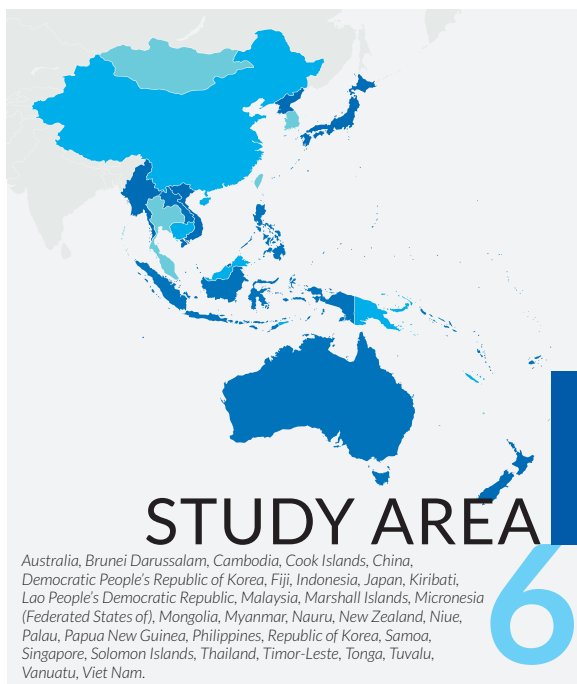 STUDY AREA
6
Australia, Brunei Darussalam, Cambodia, Cook Islands, China,
Democratic People's Republic of Korea, Fiji, Indonesia, Japan, Kiribati,
Lao People's Democratic Republic, Malaysia, Marshall Islands, Micronesia
(Federated States of), Mongolia, Myanmar, Nauru, New Zealand, Niue,
Palau, Papua New Guinea, Philippines, Republic of Korea, Samoa,
Singapore, Solomon Islands, Thailand, Timor-Leste, Tonga, Tuvalu,
Vanuatu, Viet Nam.